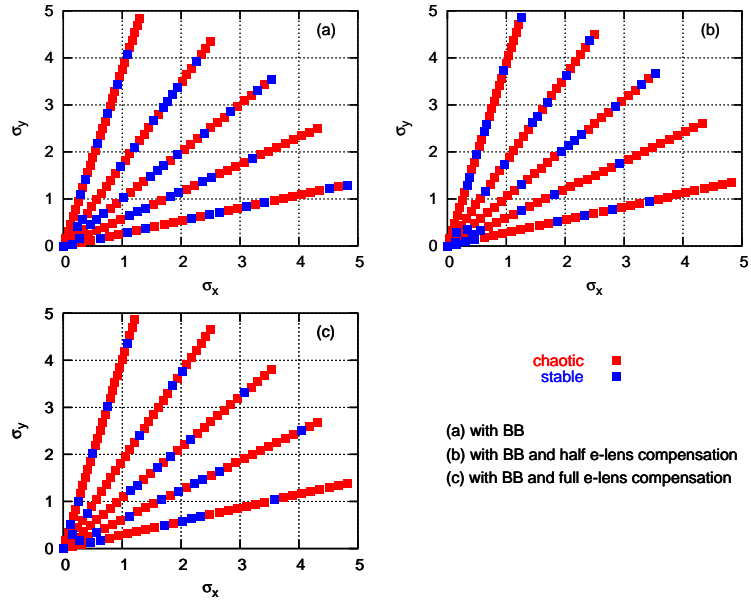 (a)
5
4
3
2
1
0
σy
0 1 2 3 4 5
σx
(b)
5
4
3
2
1
0
σy
0 1 2 3 4 5
σx
(c)
5
4
3
2
1
0
σy
0 1 2 3 4 5
σx
chaotic
stable
(a) with BB
(b) with BB and half e-lens compensation
(c) with BB and full e-lens compensation